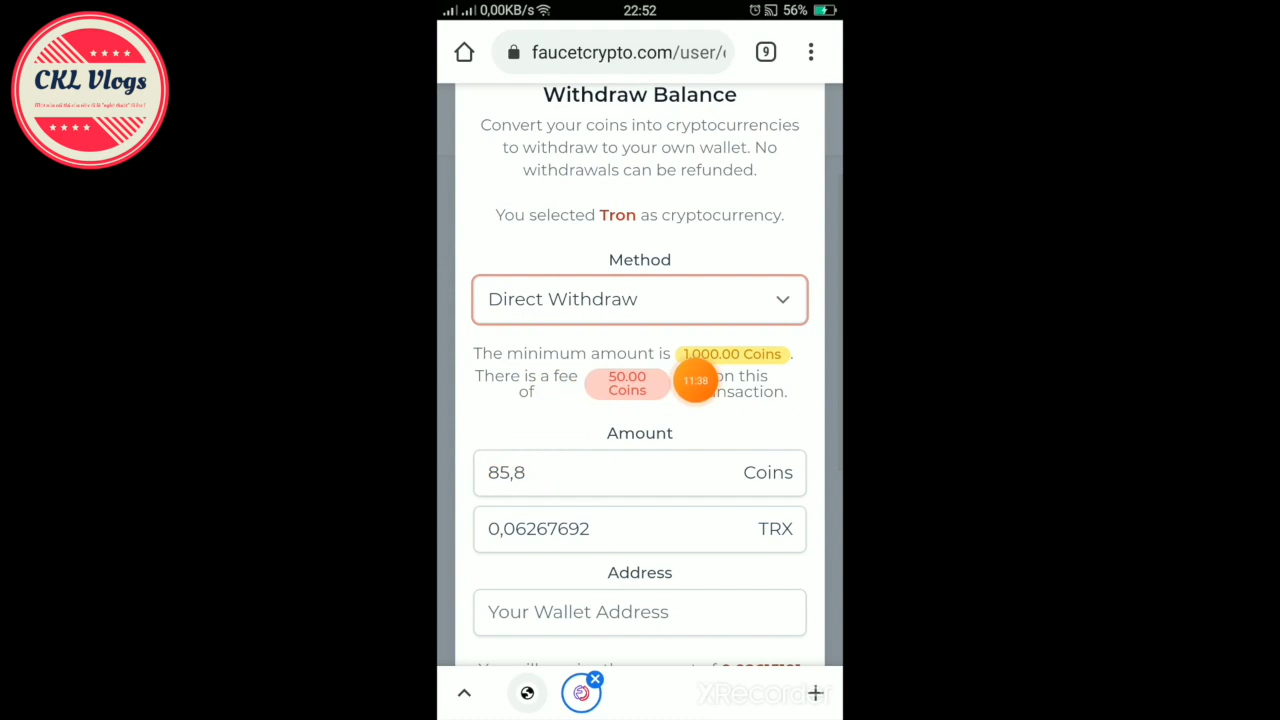 CKL Vlogs
0,00KB/s
22:52
56%
faucetcrypto.com/user/
9
Withdraw Balance
Convert your coins into cryptocurrencies
to withdraw to your own wallet. No
withdrawals can be refunded.
You selected Tron as cryptocurrency.
Method
Direct Withdraw
The minimum amount is 1,000.00 Coins .
There is a fee of 50.00 Coins on this
11:38
Amount
85,8 Coins
0,06267692 TRX
Address
Your Wallet Address
XRecorder